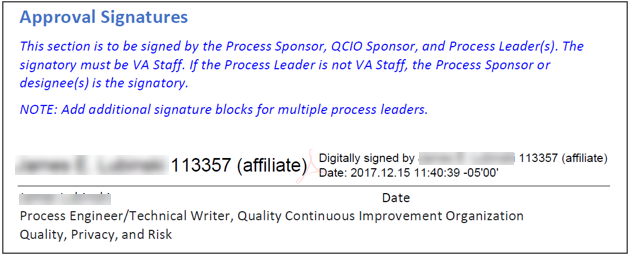 Approval Signatures
This section is to be signed by the Process Sponsor, QCIO Sponsor, and Process Leader(s). The
signatory must be VA Staff. If the Process Leader is not VA Staff, the Process Sponsor or
designee(s) is the signatory.
NOTE: Add additional signature blocks for multiple process leaders.
113357 (affiliate)
Digitally signed by 113357 (affiliate)
Date: 2017.12.15 11:40:39 -05'00'
Date
Process Engineer/Technical Writer, Quality Continuous Improvement Organization
Quality, Privacy, and Risk